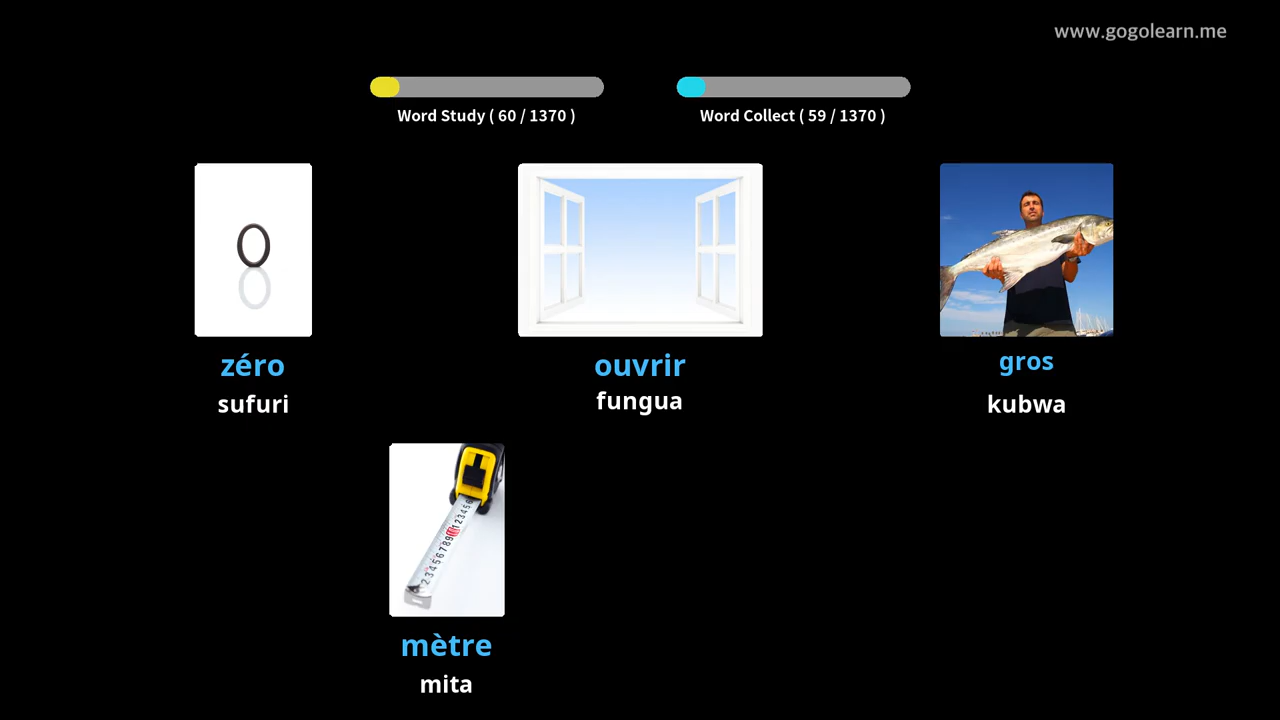 www.gogolearn.me
Word Study ( 60 / 1370 )
Word Collect ( 59 / 1370 )
zéro
sufuri
ouvrir
fungua
gros
kubwa
mètre
mita